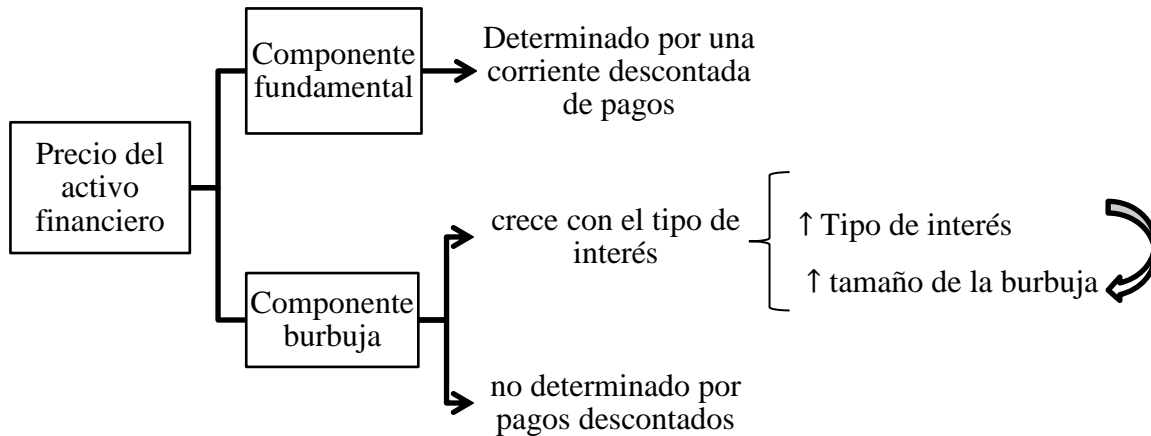 Precio del
activo
financiero
Componente
fundamental
Determinado por una
corriente descontada
de pagos
Componente
burbuja
crece con el tipo de
interés
↑ Tipo de interés
↑ tamaño de la burbuja
no determinado por
pagos descontados